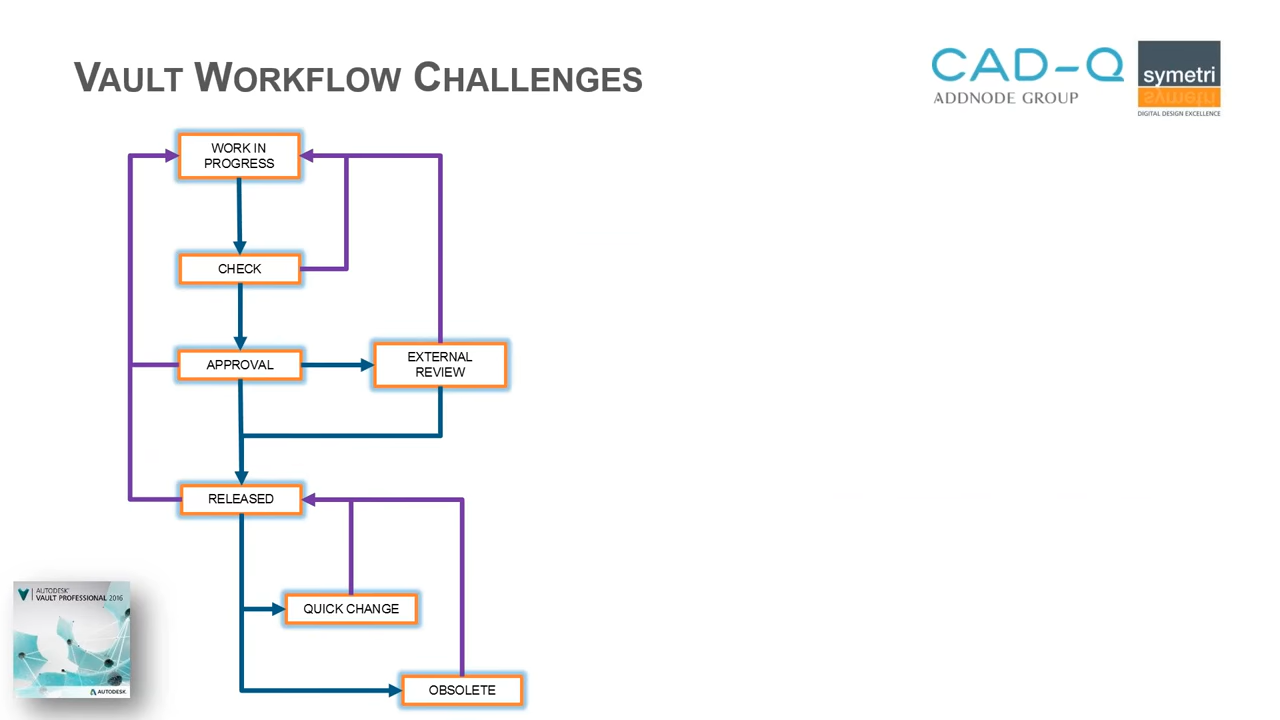 VAULT WORKFLOW CHALLENGES
CAD-Q
ADDNODE GROUP
symetri
DIGITAL DESIGN EXCELLENCE
WORK IN
PROGRESS
CHECK
APPROVAL
EXTERNAL
REVIEW
RELEASED
QUICK CHANGE
OBSOLETE
AUTODESK
VAULT PROFESSIONAL 2016
AUTODESK